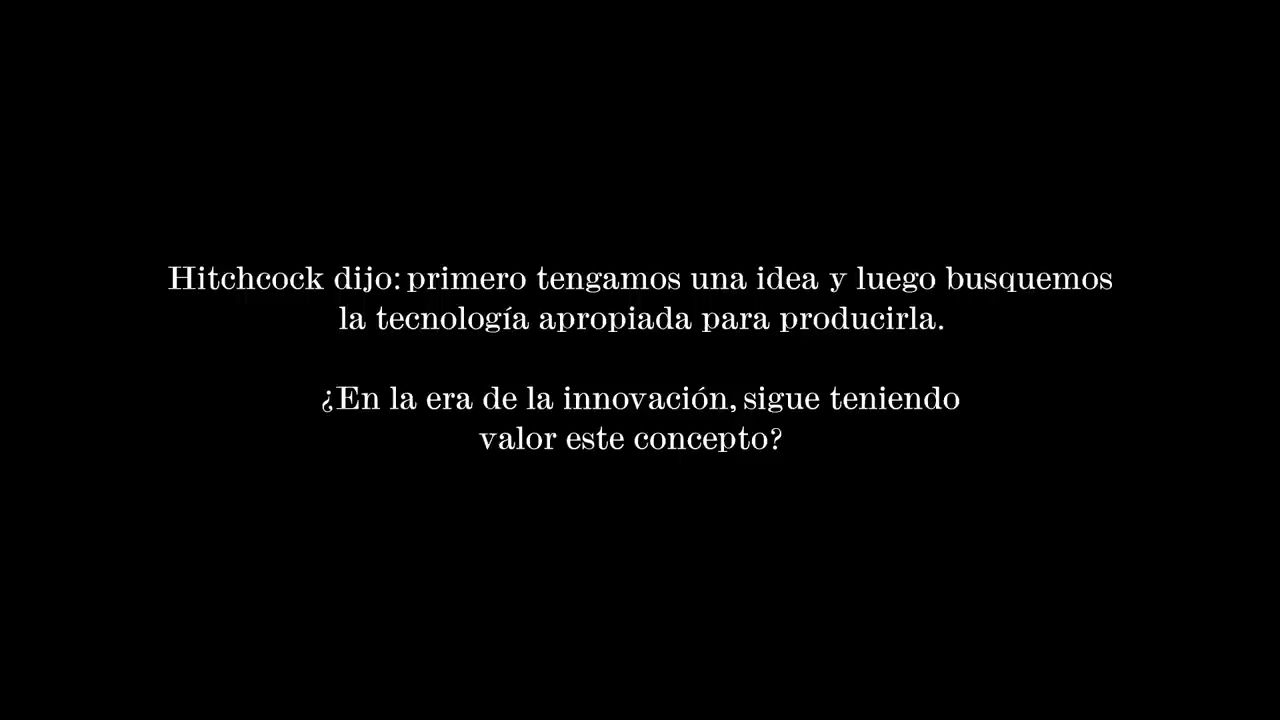 Hitchcock dijo: primero tengamos una idea y luego busquemos
la tecnología apropiada para producirla.
¿En la era de la innovación, sigue teniendo
valor este concepto?